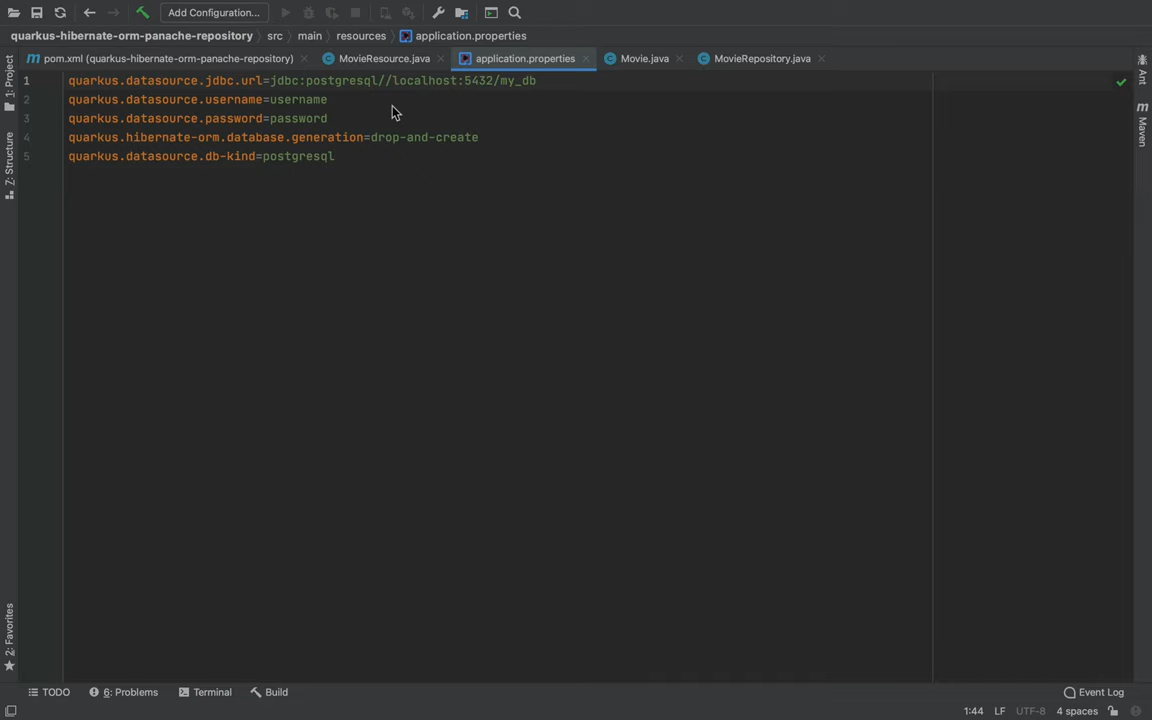 Add Configuration...
quarkus-hibernate-orm-panache-repository src main resources application.properties
pom.xml (quarkus-hibernate-orm-panache-repository) MovieResource.java application.properties Movie.java MovieRepository.java
1 quarkus.datasource.jdbc.url=jdbc:postgresql//localhost:5432/my_db
2 quarkus.datasource.username=username
3 quarkus.datasource.password=password
4 quarkus.hibernate-orm.database.generation=drop-and-create
5 quarkus.datasource.db-kind=postgresql
1: Project
Z: Structure
2: Favorites
Ant
Maven
TODO 6: Problems Terminal Build Event Log
1:44 LF UTF-8 4 spaces